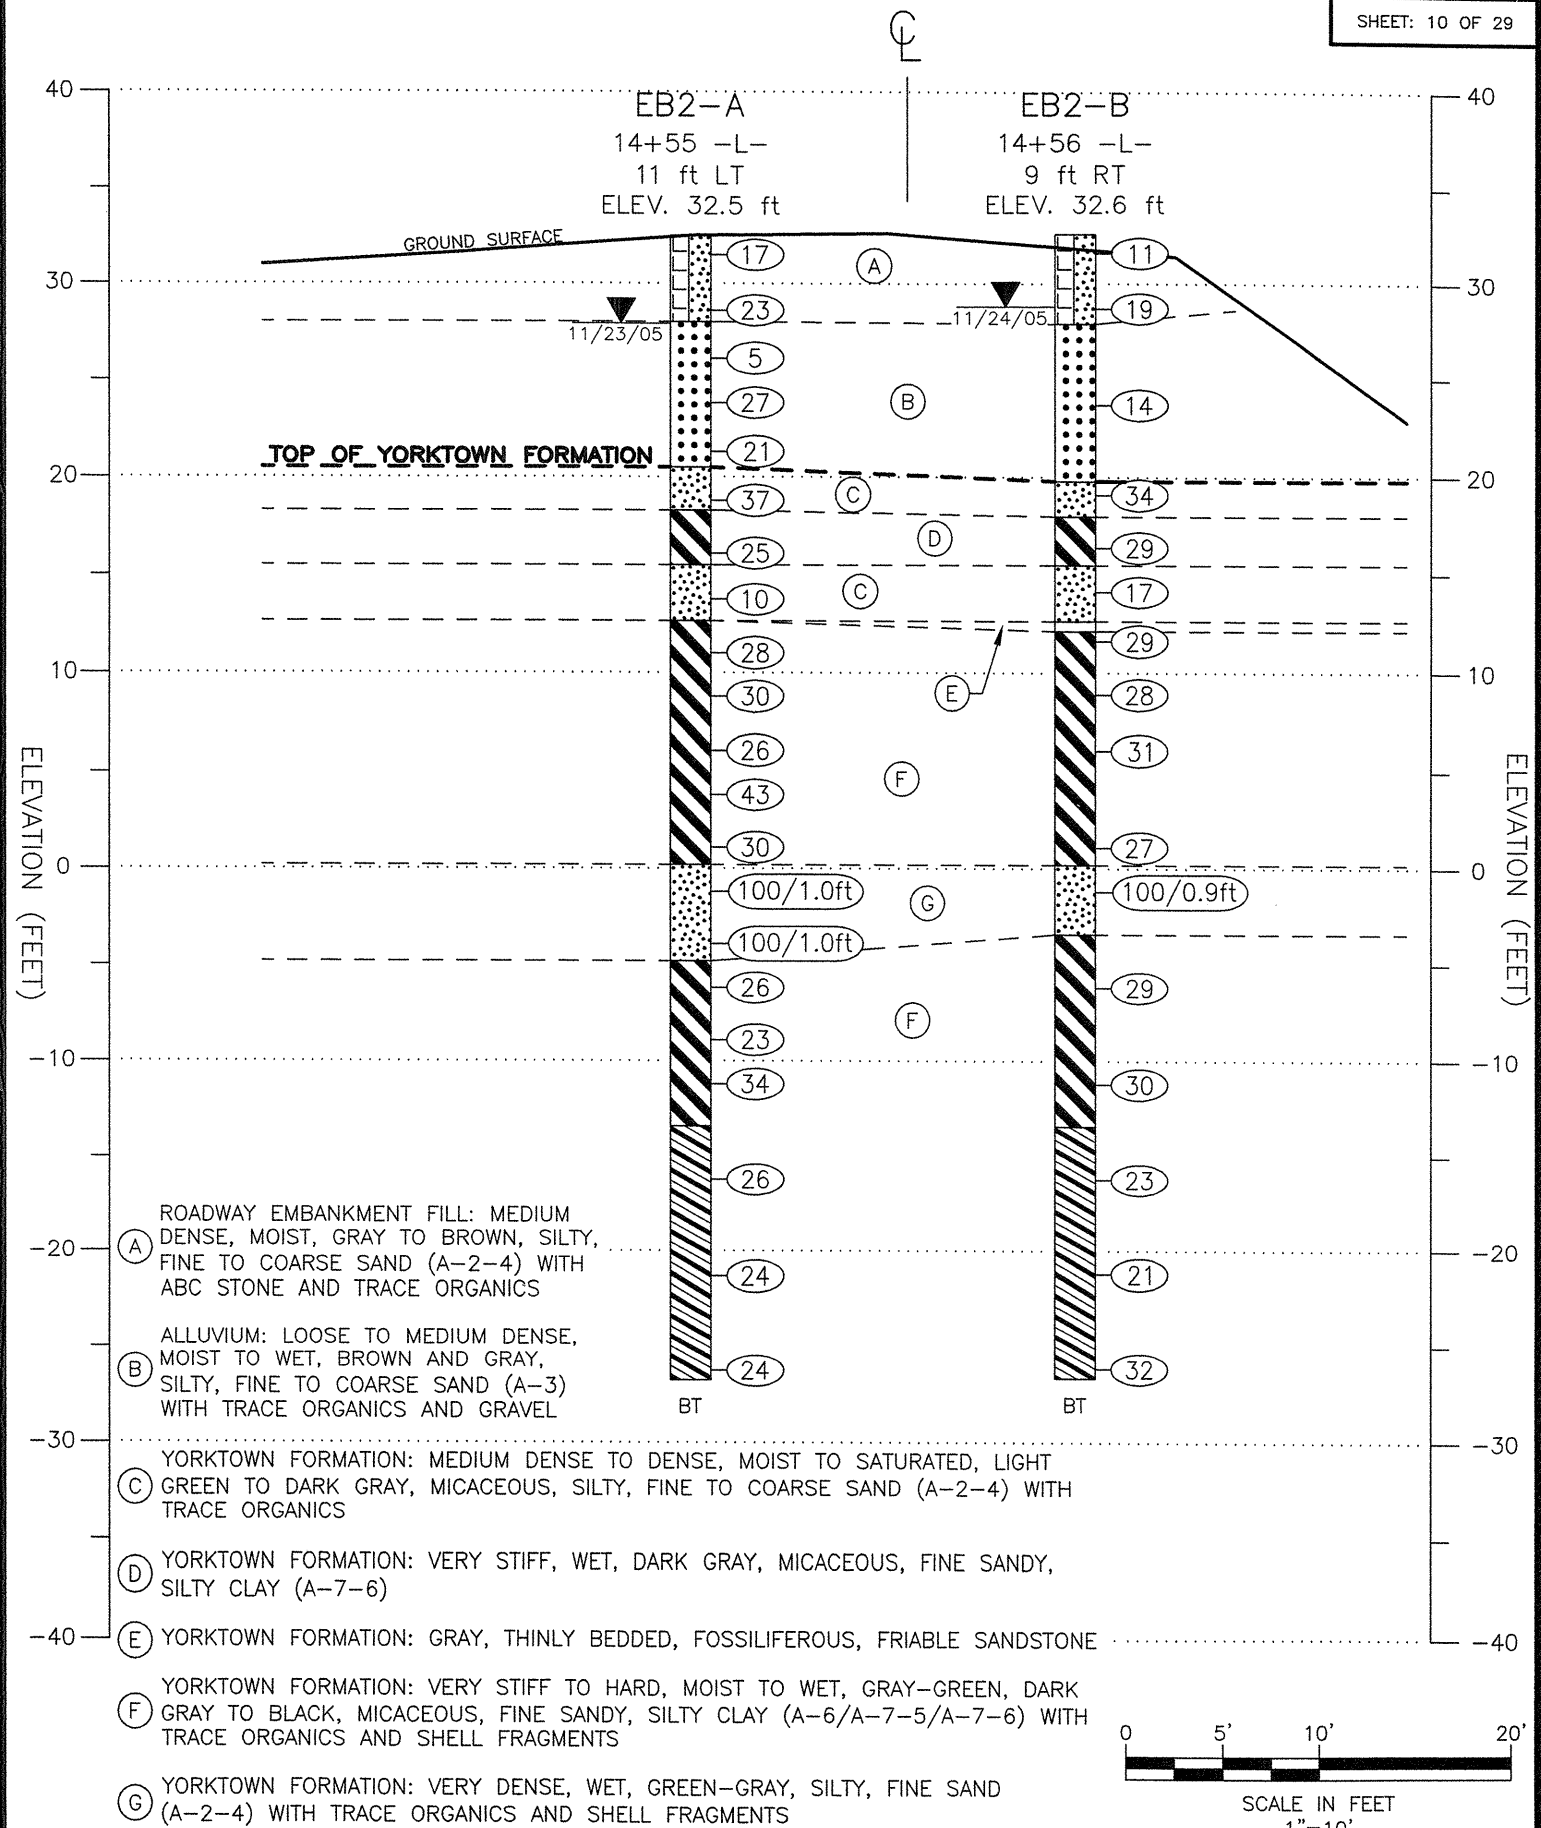 SHEET: 10 OF 29
CL
40
40
EB2-A
14+55 -L-
11 ft LT
ELEV. 32.5 ft
EB2-B
14+56 -L-
9 ft RT
ELEV. 32.6 ft
GROUND SURFACE
17
A
11
30
30
23
19
11/23/05
11/24/05
5
27
B
14
21
TOP OF YORKTOWN FORMATION
20
20
37
C
34
D
25
29
10
C
17
28
29
10
10
30
E
28
26
31
43
F
30
27
0
0
100/1.0ft
G
100/0.9ft
100/1.0ft
26
29
F
23
-10
-10
34
30
26
23
-20
-20
24
21
24
32
BT
BT
-30
-30
-40
-40
ELEVATION (FEET)
ELEVATION (FEET)
A
ROADWAY EMBANKMENT FILL: MEDIUM
DENSE, MOIST, GRAY TO BROWN, SILTY,
FINE TO COARSE SAND (A-2-4) WITH
ABC STONE AND TRACE ORGANICS
B
ALLUVIUM: LOOSE TO MEDIUM DENSE,
MOIST TO WET, BROWN AND GRAY,
SILTY, FINE TO COARSE SAND (A-3)
WITH TRACE ORGANICS AND GRAVEL
C
YORKTOWN FORMATION: MEDIUM DENSE TO DENSE, MOIST TO SATURATED, LIGHT
GREEN TO DARK GRAY, MICACEOUS, SILTY, FINE TO COARSE SAND (A-2-4) WITH
TRACE ORGANICS
D
YORKTOWN FORMATION: VERY STIFF, WET, DARK GRAY, MICACEOUS, FINE SANDY,
SILTY CLAY (A-7-6)
E
YORKTOWN FORMATION: GRAY, THINLY BEDDED, FOSSILIFEROUS, FRIABLE SANDSTONE
F
YORKTOWN FORMATION: VERY STIFF TO HARD, MOIST TO WET, GRAY-GREEN, DARK
GRAY TO BLACK, MICACEOUS, FINE SANDY, SILTY CLAY (A-6/A-7-5/A-7-6) WITH
TRACE ORGANICS AND SHELL FRAGMENTS
G
YORKTOWN FORMATION: VERY DENSE, WET, GREEN-GRAY, SILTY, FINE SAND
(A-2-4) WITH TRACE ORGANICS AND SHELL FRAGMENTS
0 5' 10' 20'
SCALE IN FEET